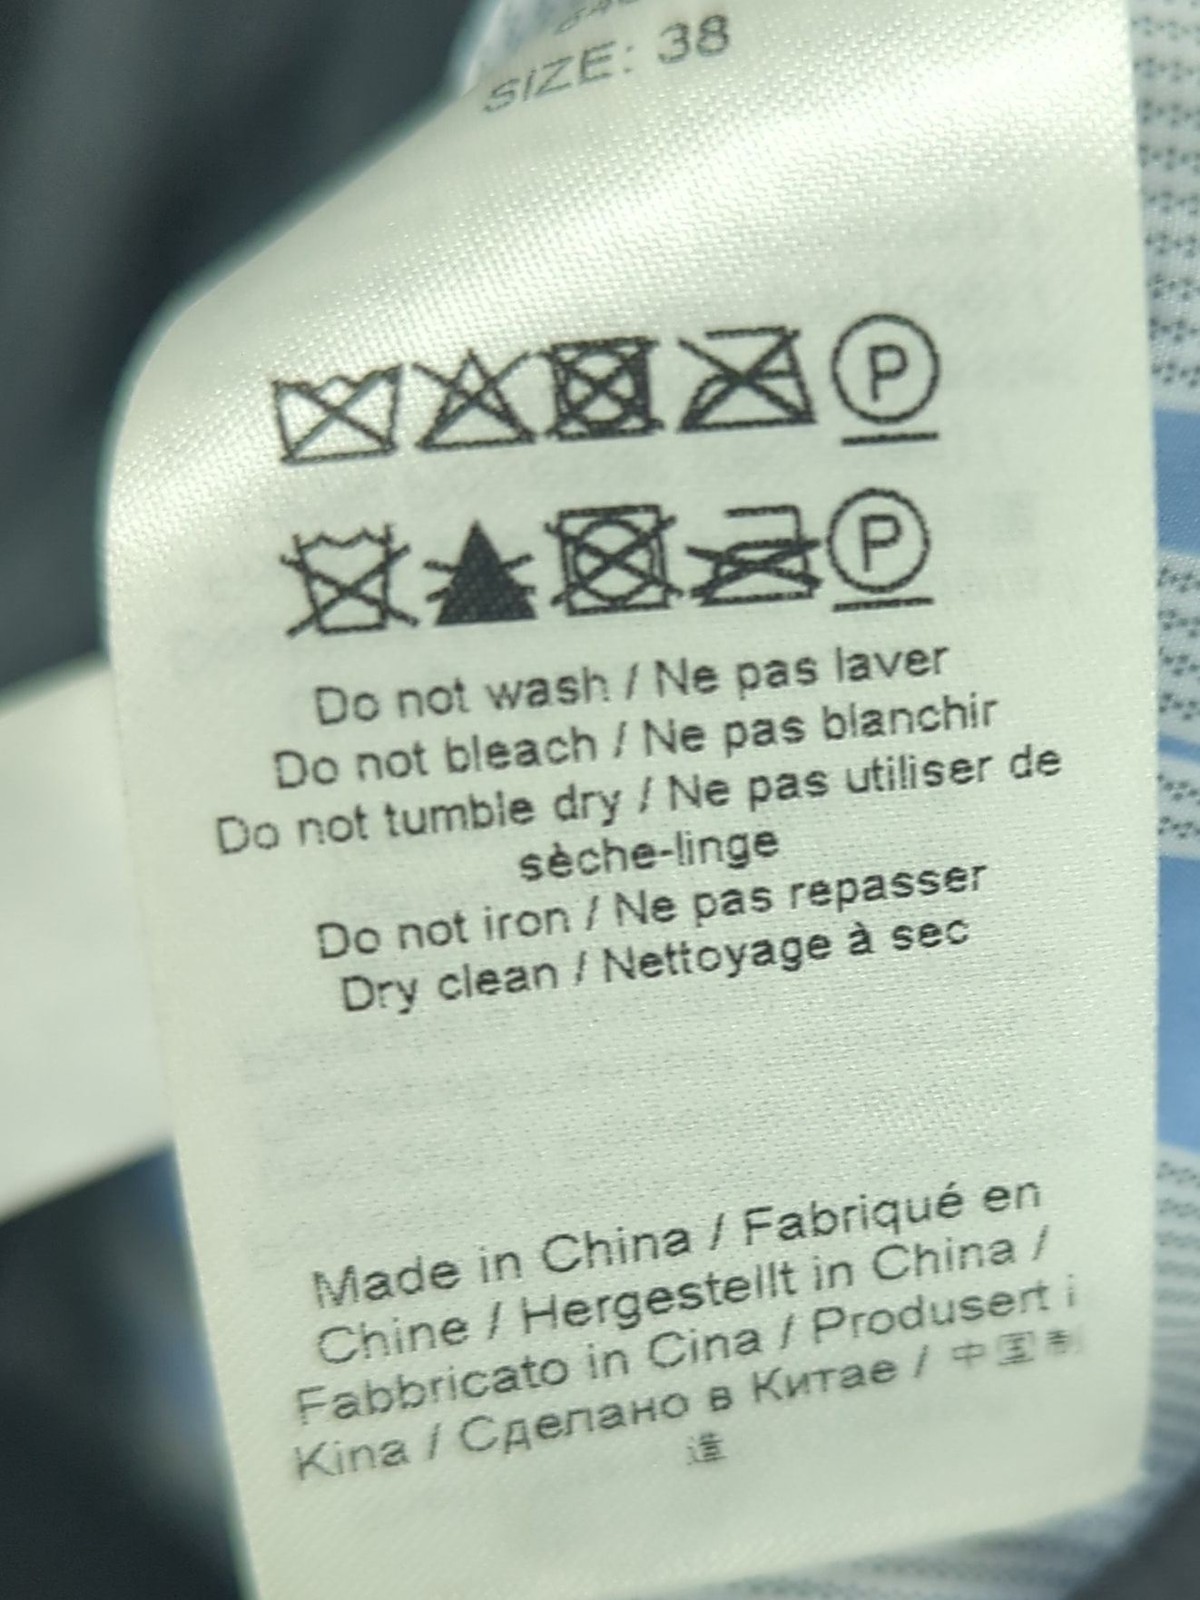 SIZE: 38
P
P
Do not wash / Ne pas laver
Do not bleach / Ne pas blanchir
Do not tumble dry / Ne pas utiliser de
sèche-linge
Do not iron / Ne pas repasser
Dry clean / Nettoyage à sec
Made in China / Fabriqué en
Chine / Hergestellt in China /
Fabbricato in Cina / Produsert i
Kina / Сделано в Китае / 中国制
造